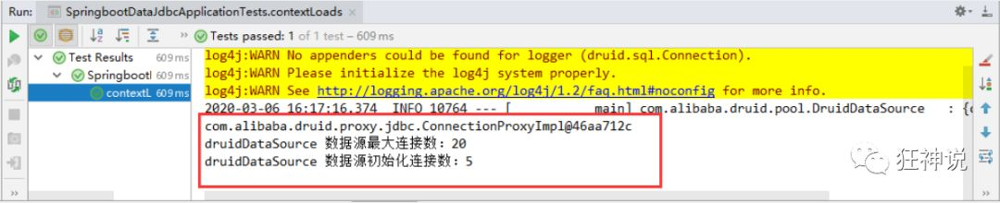 Run: SpringbootDataJdbcApplicationTests.contextLoads ×
Tests passed: 1 of 1 test – 609 ms
Test Results 609 ms
Springbootl 609 ms
contextL 609 ms
log4j:WARN No appenders could be found for logger (druid.sql.Connection).
log4j:WARN Please initialize the log4j system properly.
log4j:WARN See http://logging.apache.org/log4j/1.2/faq.html#noconfig for more info.
2020-03-06 16:17:16.374 INFO 10764 --- [ main] com.alibaba.druid.pool.DruidDataSource : {d
com.alibaba.druid.proxy.jdbc.ConnectionProxyImpl@46aa712c
druidDataSource 数据源最大连接数：20
druidDataSource 数据源初始化连接数：5
狂神说